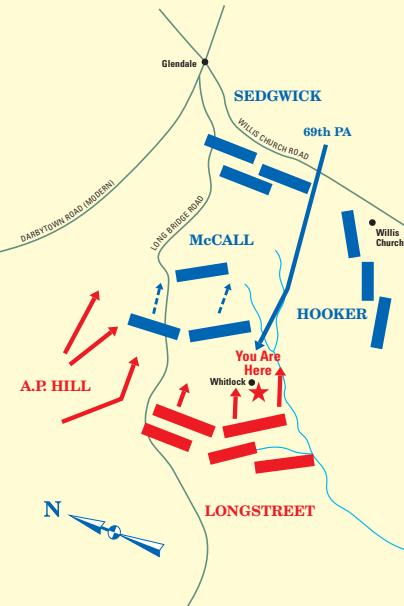 Glendale
SEDGWICK
WILLIS CHURCH ROAD
69th PA
DARBYTOWN ROAD (MODERN)
LONG BRIDGE ROAD
Willis
Church
McCALL
HOOKER
You Are
Here
Whitlock
A.P. HILL
LONGSTREET
N